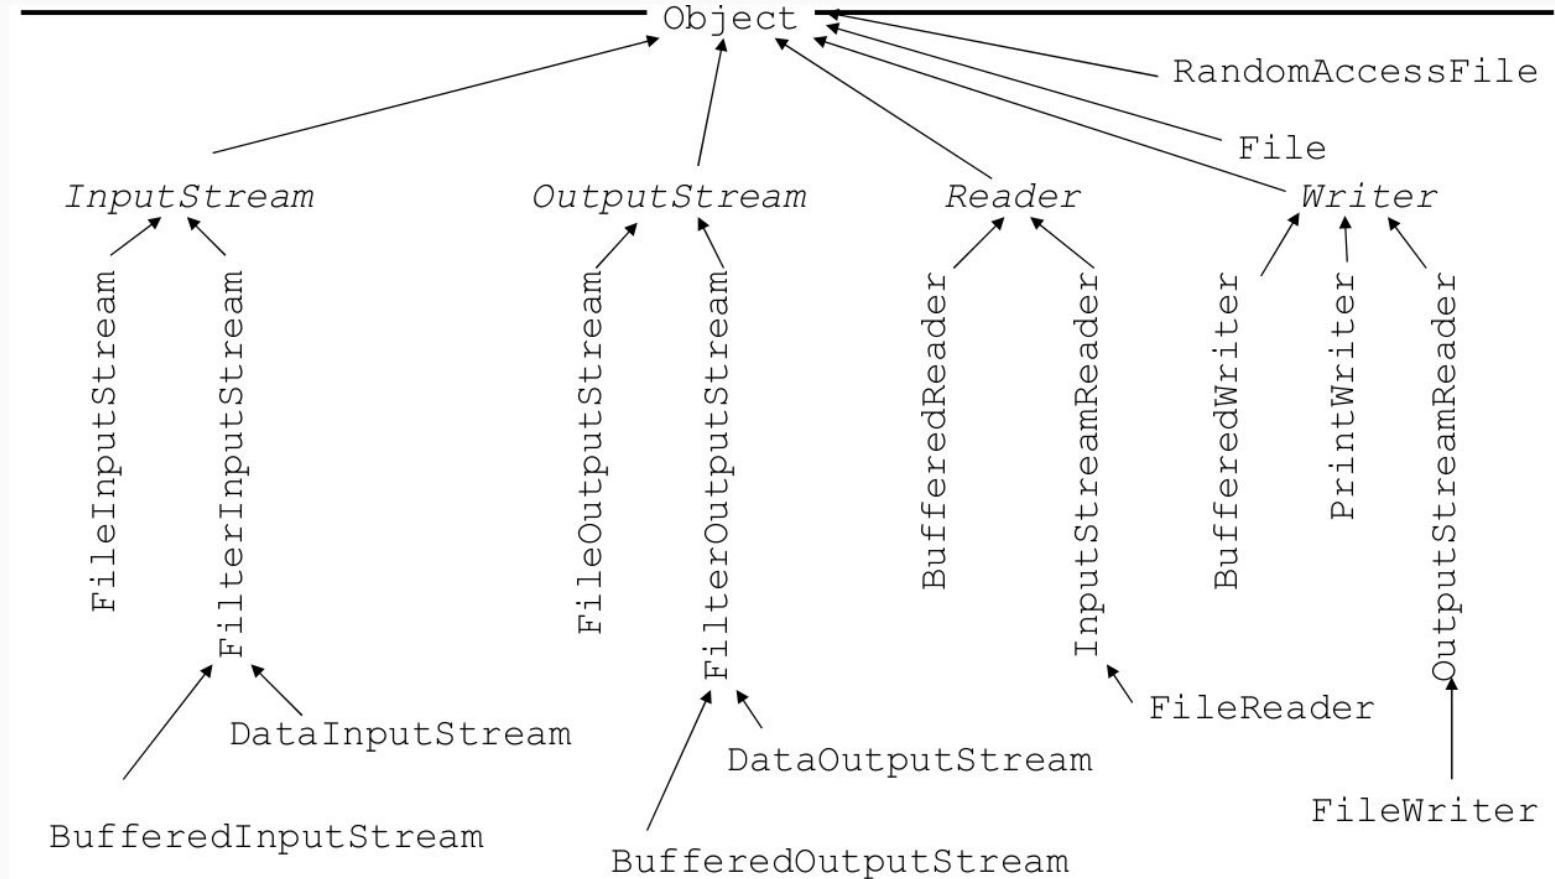 Object
RandomAccessFile
File
InputStream
OutputStream
Reader
Writer
FileInputStream
FilterInputStream
FileOutputStream
FilterOutputStream
BufferedReader
InputStreamReader
BufferedWriter
PrintWriter
OutputStreamReader
FileReader
DataInputStream
DataOutputStream
FileWriter
BufferedInputStream
BufferedOutputStream